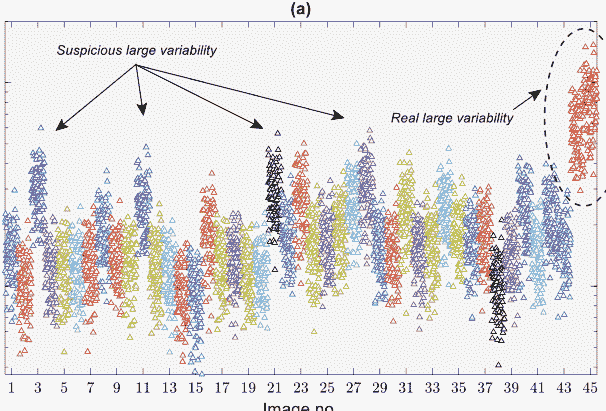 (a)
Suspicious large variability
Real large variability
1 3 5 7 9 11 13 15 17 19 21 23 25 27 29 31 33 35 37 39 41 43 45
Image no